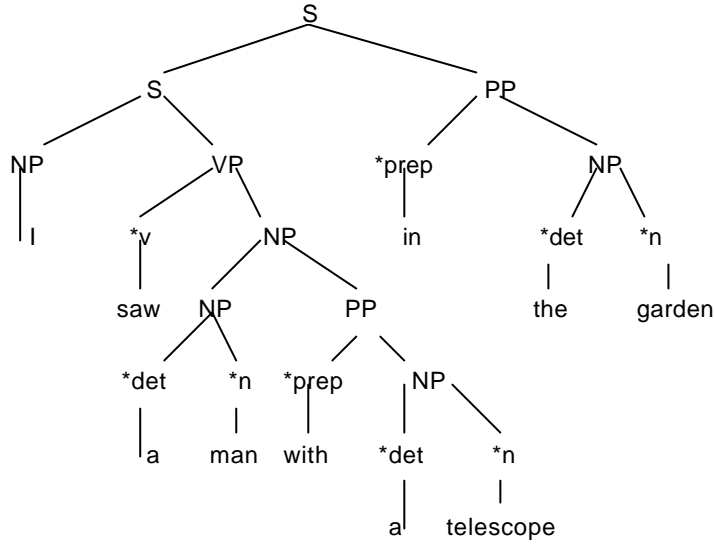 S
S PP
NP VP *prep NP
I *v NP in *det *n
saw NP PP the garden
*det *n *prep NP
a man with *det *n
a telescope